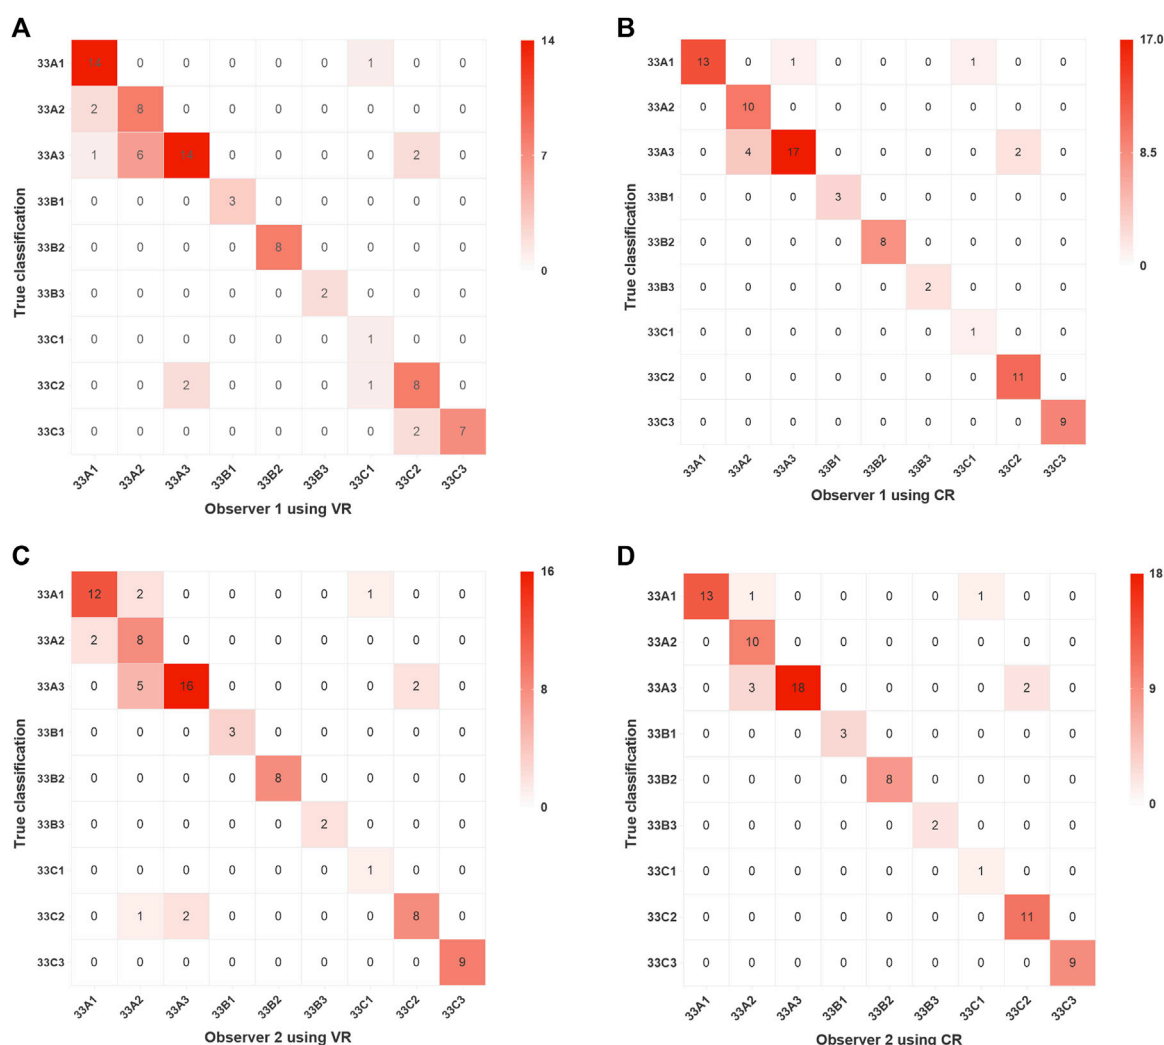 A
33A1 14 0 0 0 0 0 1 0 0
33A2 2 8 0 0 0 0 0 0 0
33A3 1 6 14 0 0 0 0 2 0
33B1 0 0 0 3 0 0 0 0 0
33B2 0 0 0 0 8 0 0 0 0
33B3 0 0 0 0 0 2 0 0 0
33C1 0 0 0 0 0 0 1 0 0
33C2 0 0 2 0 0 0 1 8 0
33C3 0 0 0 0 0 0 0 2 7
33A1 33A2 33A3 33B1 33B2 33B3 33C1 33C2 33C3
True classification
Observer 1 using VR
14
7
0
B
33A1 13 0 1 0 0 0 1 0 0
33A2 0 10 0 0 0 0 0 0 0
33A3 0 4 17 0 0 0 0 2 0
33B1 0 0 0 3 0 0 0 0 0
33B2 0 0 0 0 8 0 0 0 0
33B3 0 0 0 0 0 2 0 0 0
33C1 0 0 0 0 0 0 1 0 0
33C2 0 0 0 0 0 0 0 11 0
33C3 0 0 0 0 0 0 0 0 9
33A1 33A2 33A3 33B1 33B2 33B3 33C1 33C2 33C3
True classification
Observer 1 using CR
17.0
8.5
0
C
33A1 12 2 0 0 0 0 1 0 0
33A2 2 8 0 0 0 0 0 0 0
33A3 0 5 16 0 0 0 0 2 0
33B1 0 0 0 3 0 0 0 0 0
33B2 0 0 0 0 8 0 0 0 0
33B3 0 0 0 0 0 2 0 0 0
33C1 0 0 0 0 0 0 1 0 0
33C2 0 1 2 0 0 0 0 8 0
33C3 0 0 0 0 0 0 0 0 9
33A1 33A2 33A3 33B1 33B2 33B3 33C1 33C2 33C3
True classification
Observer 2 using VR
16
8
0
D
33A1 13 1 0 0 0 0 1 0 0
33A2 0 10 0 0 0 0 0 0 0
33A3 0 3 18 0 0 0 0 2 0
33B1 0 0 0 3 0 0 0 0 0
33B2 0 0 0 0 8 0 0 0 0
33B3 0 0 0 0 0 2 0 0 0
33C1 0 0 0 0 0 0 1 0 0
33C2 0 0 0 0 0 0 0 11 0
33C3 0 0 0 0 0 0 0 0 9
33A1 33A2 33A3 33B1 33B2 33B3 33C1 33C2 33C3
True classification
Observer 2 using CR
18
9
0